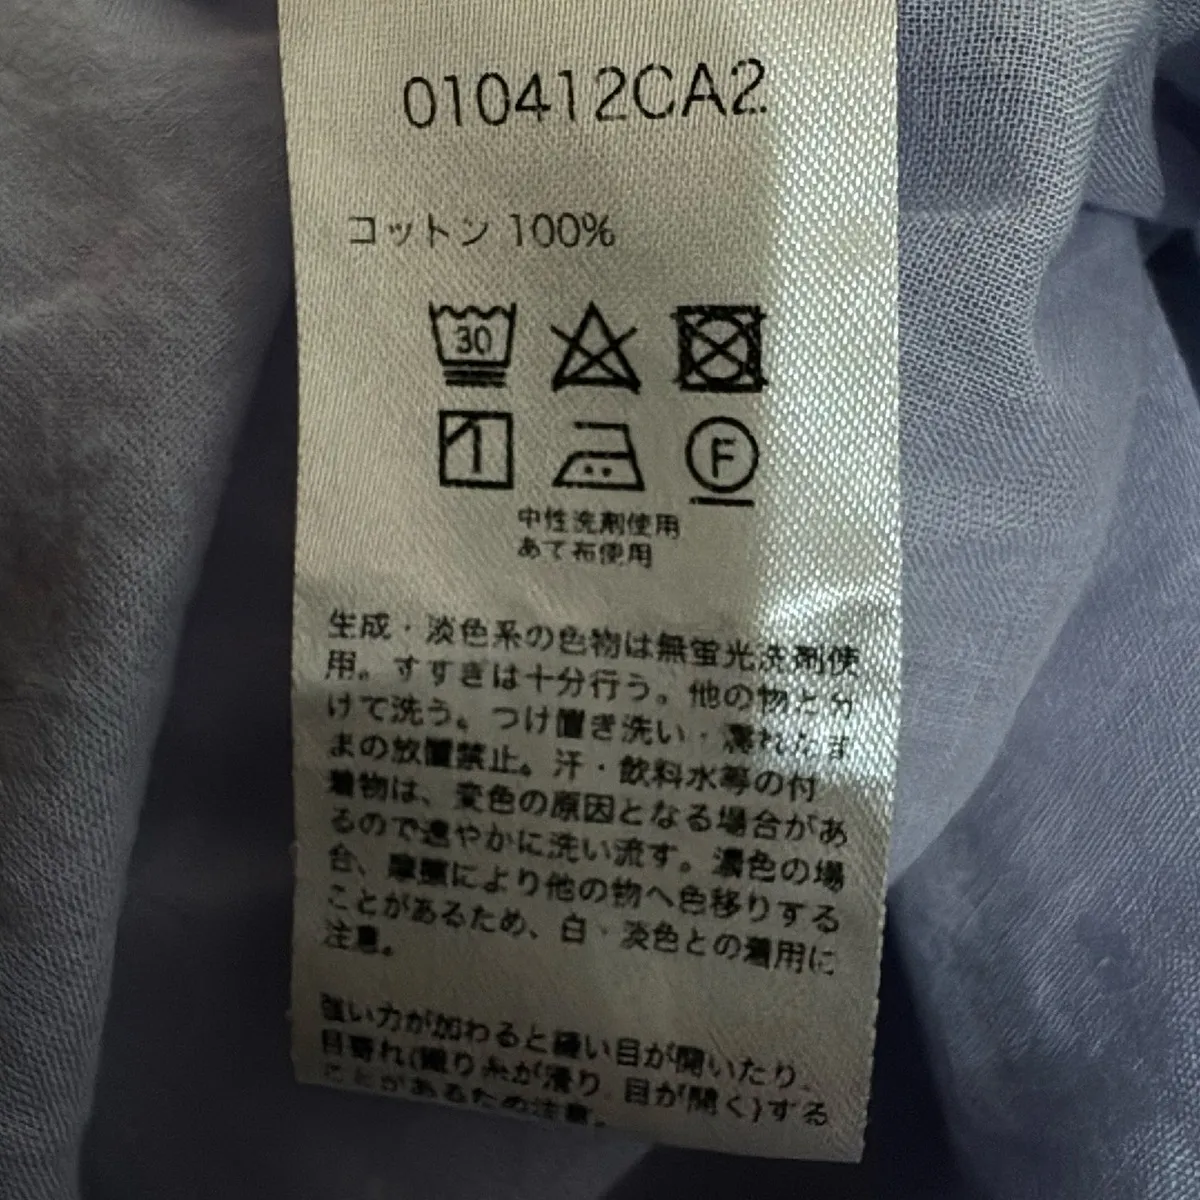 010412CA2
コットン 100%
30
1
F
中性洗剤使用
あて布使用
生成・淡色系の色物は無蛍光洗剤使
用。すすぎは十分行う。他の物と分
けて洗う。つけ置き洗い・濡れたま
まの放置禁止。汗・飲料水等の付
着物は、変色の原因となる場合があ
るので速やかに洗い流す。濃色の場
合、摩擦により他の物へ色移りする
ことがあるため、白・淡色との着用に
注意。
強い力が加わると縫い目が開いたり、
目寄れ(織り糸が滑り、目が開く)する
ことがあるため注意。